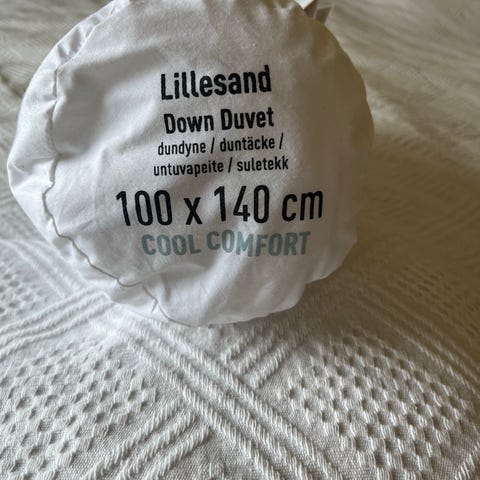 Lillesand
Down Duvet
dundyne / duntäcke /
untuvapeite / suletekk
100 x 140 cm
COOL COMFORT